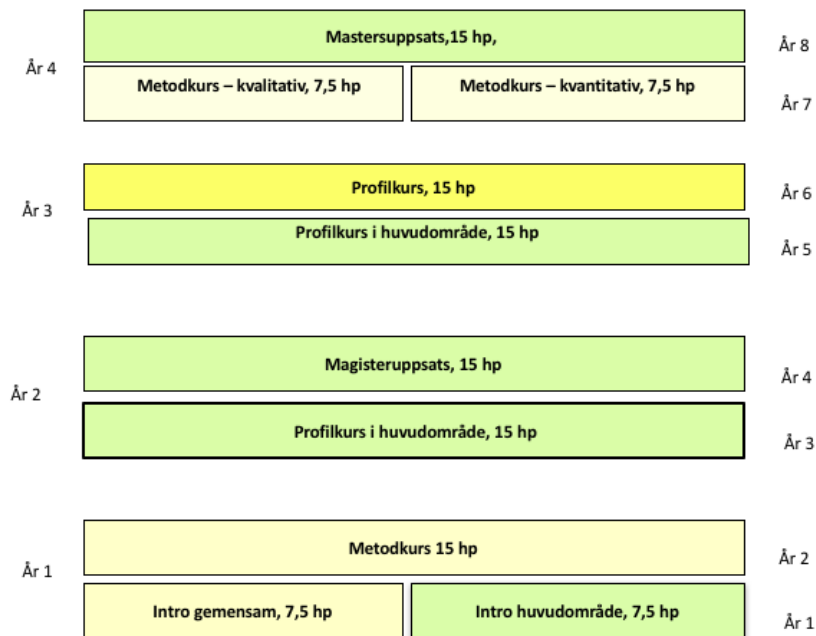 Mastersuppsats,15 hp,
År 8
År 4
Metodkurs – kvalitativ, 7,5 hp
Metodkurs – kvantitativ, 7,5 hp
År 7
Profilkurs, 15 hp
År 6
År 3
Profilkurs i huvudområde, 15 hp
År 5
Magisteruppsats, 15 hp
År 4
År 2
Profilkurs i huvudområde, 15 hp
År 3
Metodkurs 15 hp
År 2
År 1
Intro gemensam, 7,5 hp
Intro huvudområde, 7,5 hp
År 1